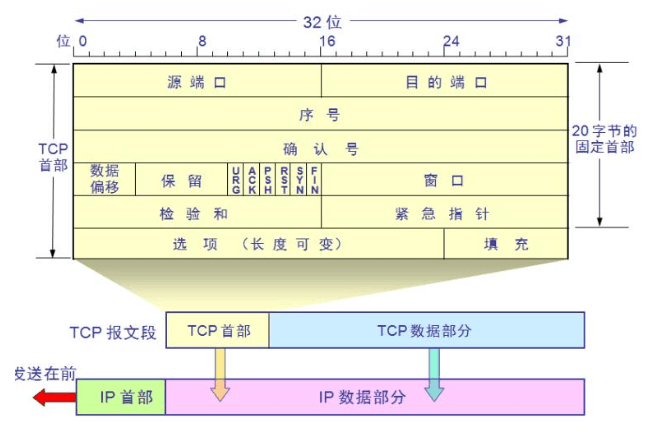 32 位
位 0 8 16 24 31
源端口 目的端口
序号
确认号
数据偏移 保留 URG ACK PSH RST SYN FIN 窗口
检验和 紧急指针
选项 （长度可变） 填充
TCP
首部
20 字节的
固定首部
TCP 报文段 TCP 首部 TCP 数据部分
发送在前
IP 首部 IP 数据部分